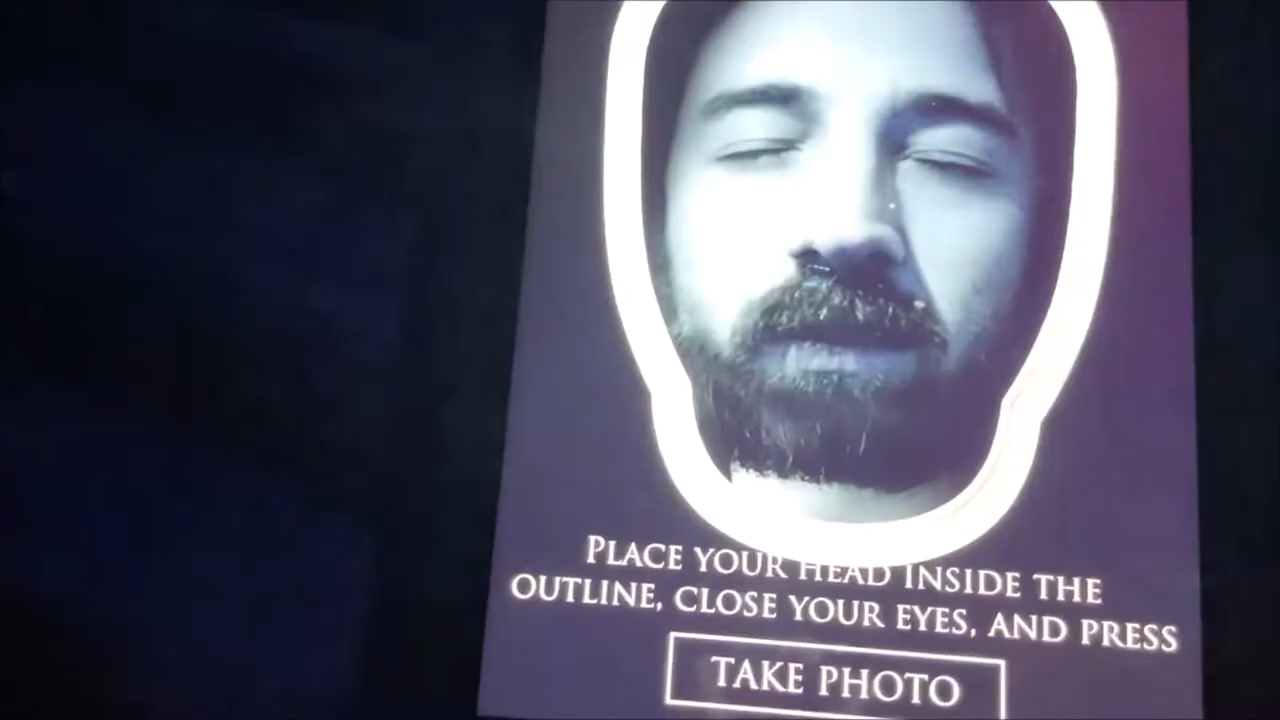 PLACE YOUR HEAD INSIDE THE
OUTLINE, CLOSE YOUR EYES, AND PRESS
TAKE PHOTO